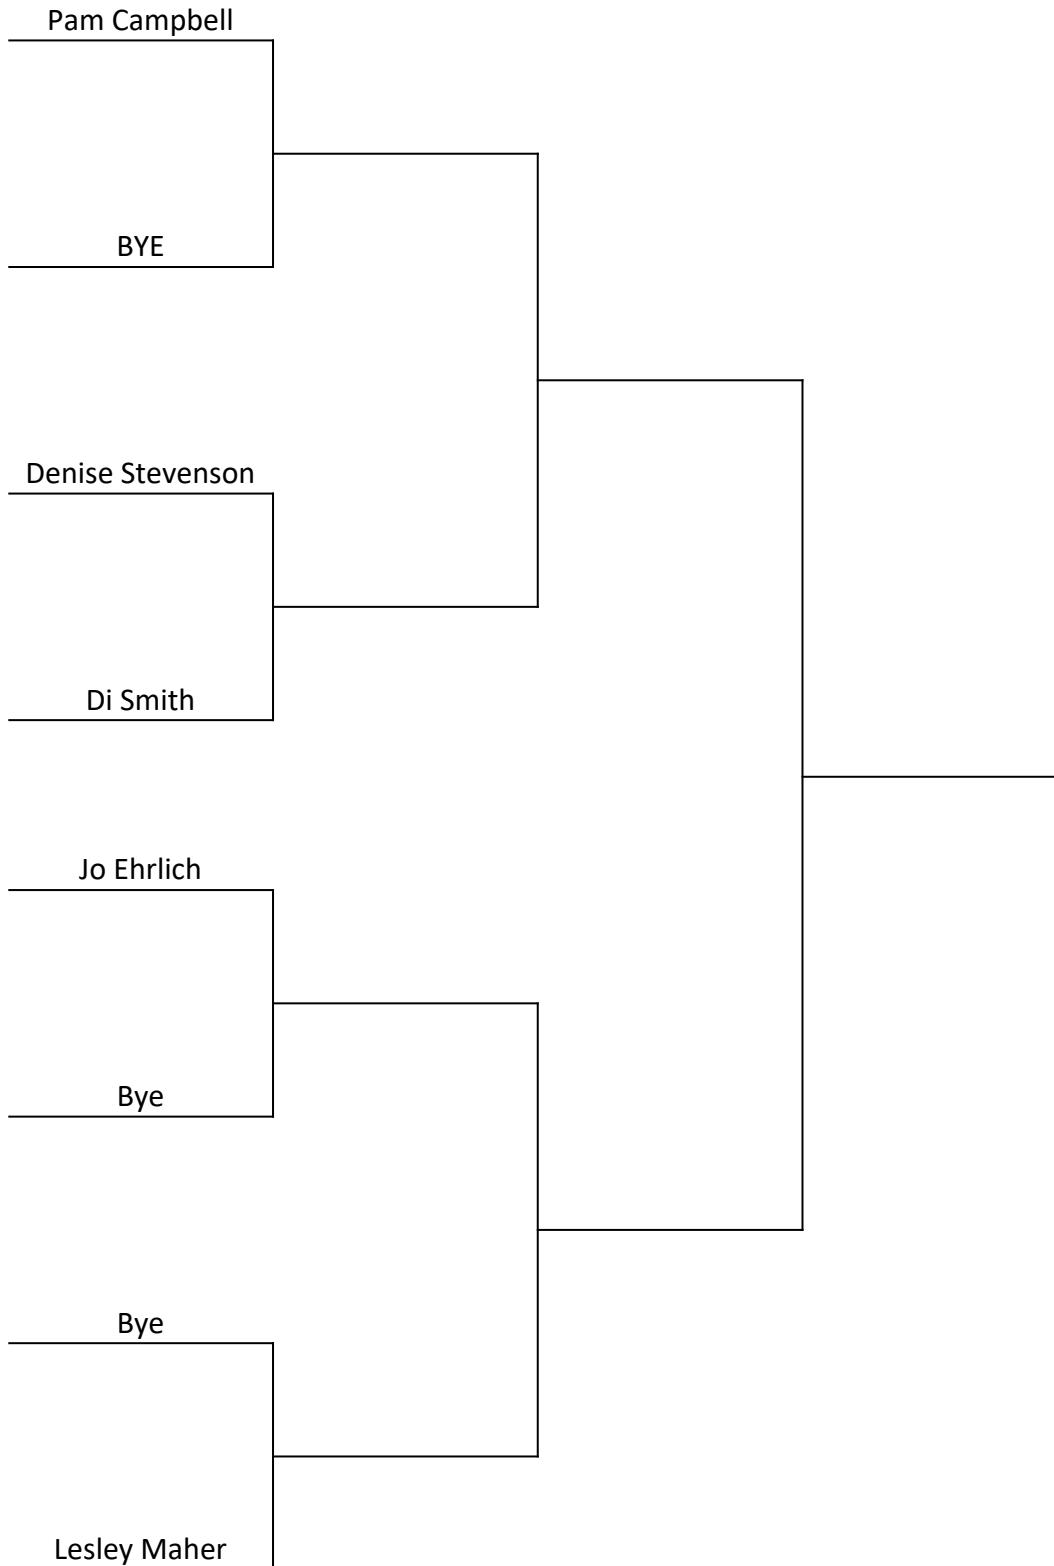 Pam Campbell
BYE
Denise Stevenson
Di Smith
Jo Ehrlich
Bye
Bye
Lesley Maher